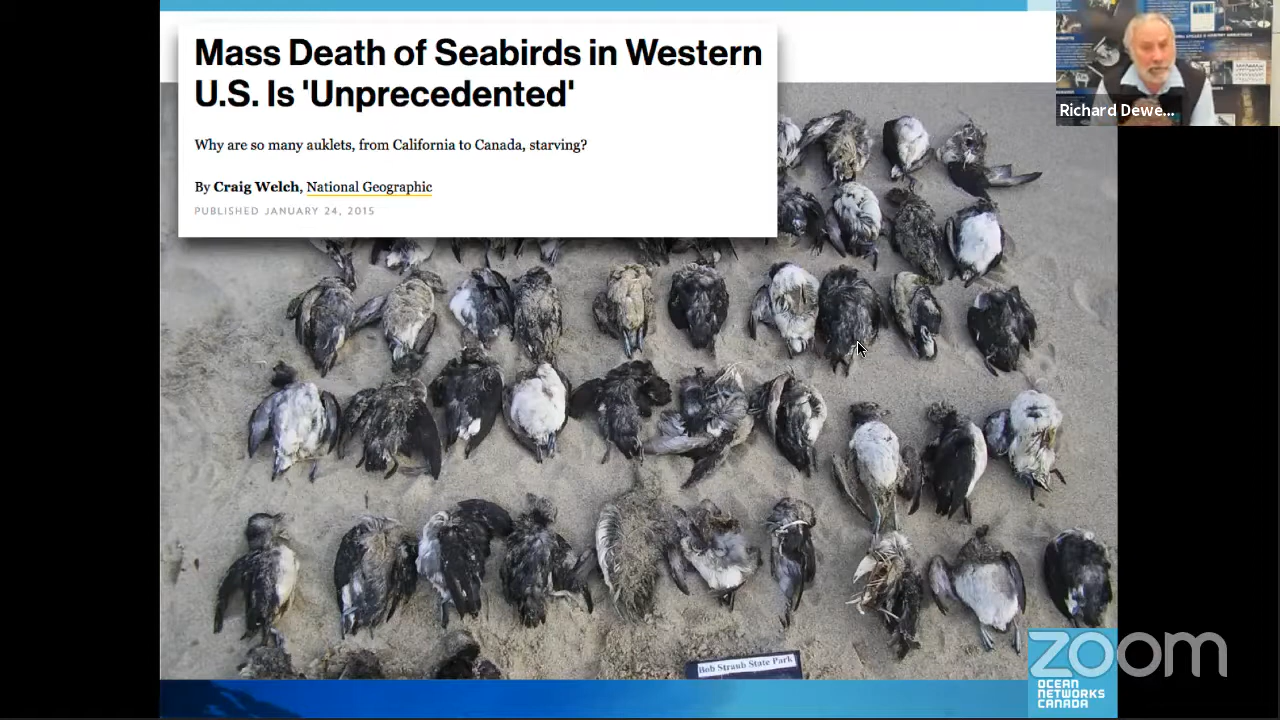 Mass Death of Seabirds in Western
U.S. Is 'Unprecedented'
Why are so many auklets, from California to Canada, starving?
By Craig Welch, National Geographic
PUBLISHED JANUARY 24, 2015
Richard Dewe...
Bob Straub State Park
zoom
OCEAN
NETWORKS
CANADA